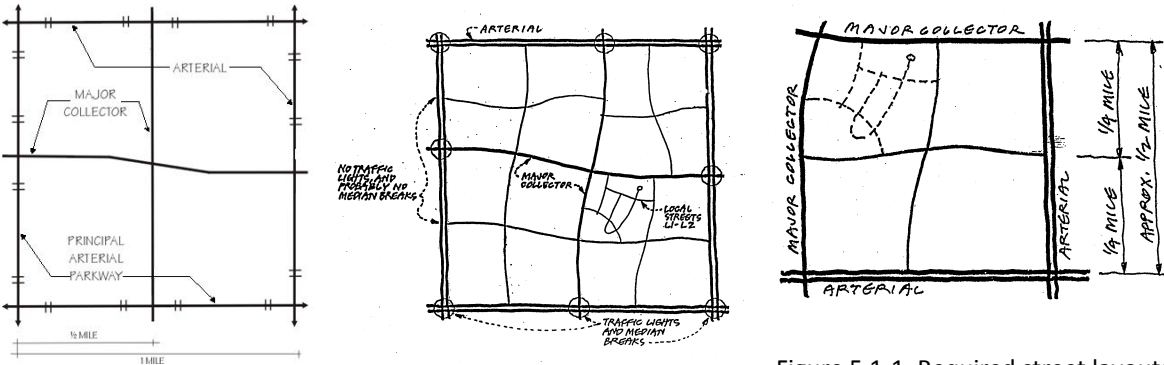 ARTERIAL
MAJOR
COLLECTOR
PRINCIPAL
ARTERIAL
PARKWAY
½ MILE
1 MILE
ARTERIAL
NO TRAFFIC
LIGHTS, AND
PROBABLY NO
MEDIAN BREAKS
MAJOR
COLLECTOR
LOCAL
STREETS
L1-L2
TRAFFIC LIGHTS
AND MEDIAN
BREAKS
MAJOR COLLECTOR
MAJOR COLLECTOR
ARTERIAL
ARTERIAL
1/4 MILE
1/4 MILE
APPROX. 1/2 MILE
Figure 5.1-1. Required street layout